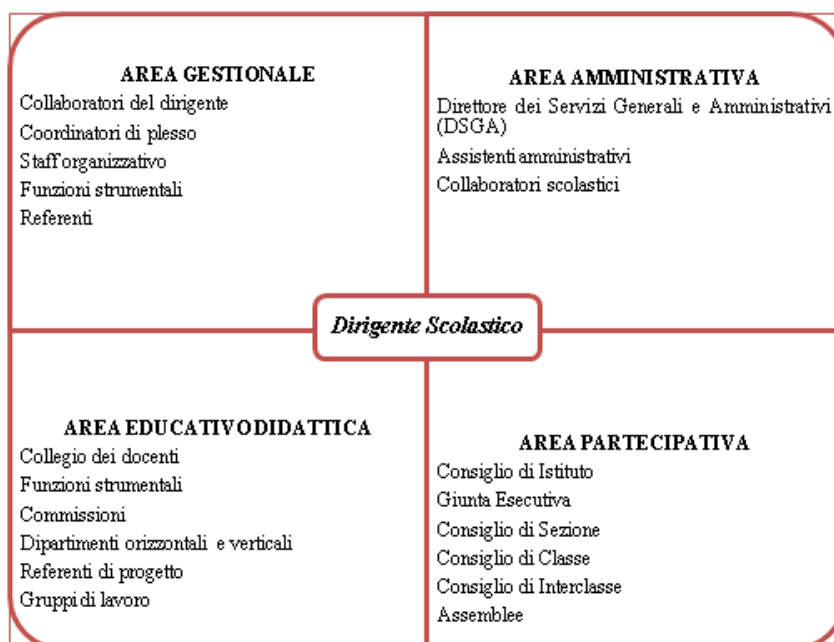 AREA GESTIONALE
Collaboratori del dirigente
Coordinatori di plesso
Staff organizzativo
Funzioni strumentali
Referenti
AREA AMMINISTRATIVA
Direttore dei Servizi Generali e Amministrativi
(DSGA)
Assistenti amministrativi
Collaboratori scolastici
Dirigente Scolastico
AREA EDUCATIVO DIDATTICA
Collegio dei docenti
Funzioni strumentali
Commissioni
Dipartimenti orizzontali e verticali
Referenti di progetto
Gruppi di lavoro
AREA PARTECIPATIVA
Consiglio di Istituto
Giunta Esecutiva
Consiglio di Sezione
Consiglio di Classe
Consiglio di Interclasse
Assemblee